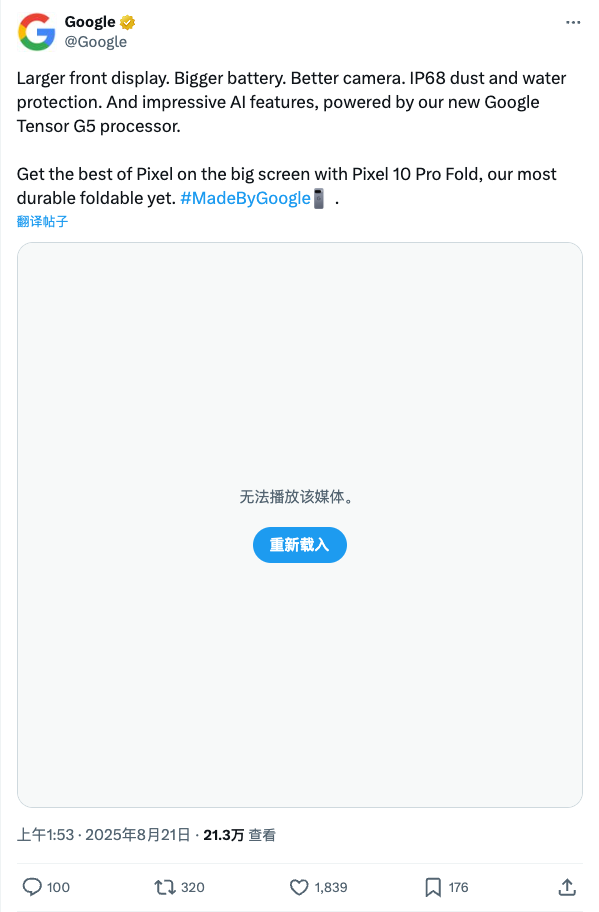 Google
@Google
Larger front display. Bigger battery. Better camera. IP68 dust and water
protection. And impressive AI features, powered by our new Google
Tensor G5 processor.
Get the best of Pixel on the big screen with Pixel 10 Pro Fold, our most
durable foldable yet. #MadeByGoogle .
翻译帖子
无法播放该媒体。
重新载入
上午1:53 · 2025年8月21日 · 21.3万 查看
100 320 1,839 176